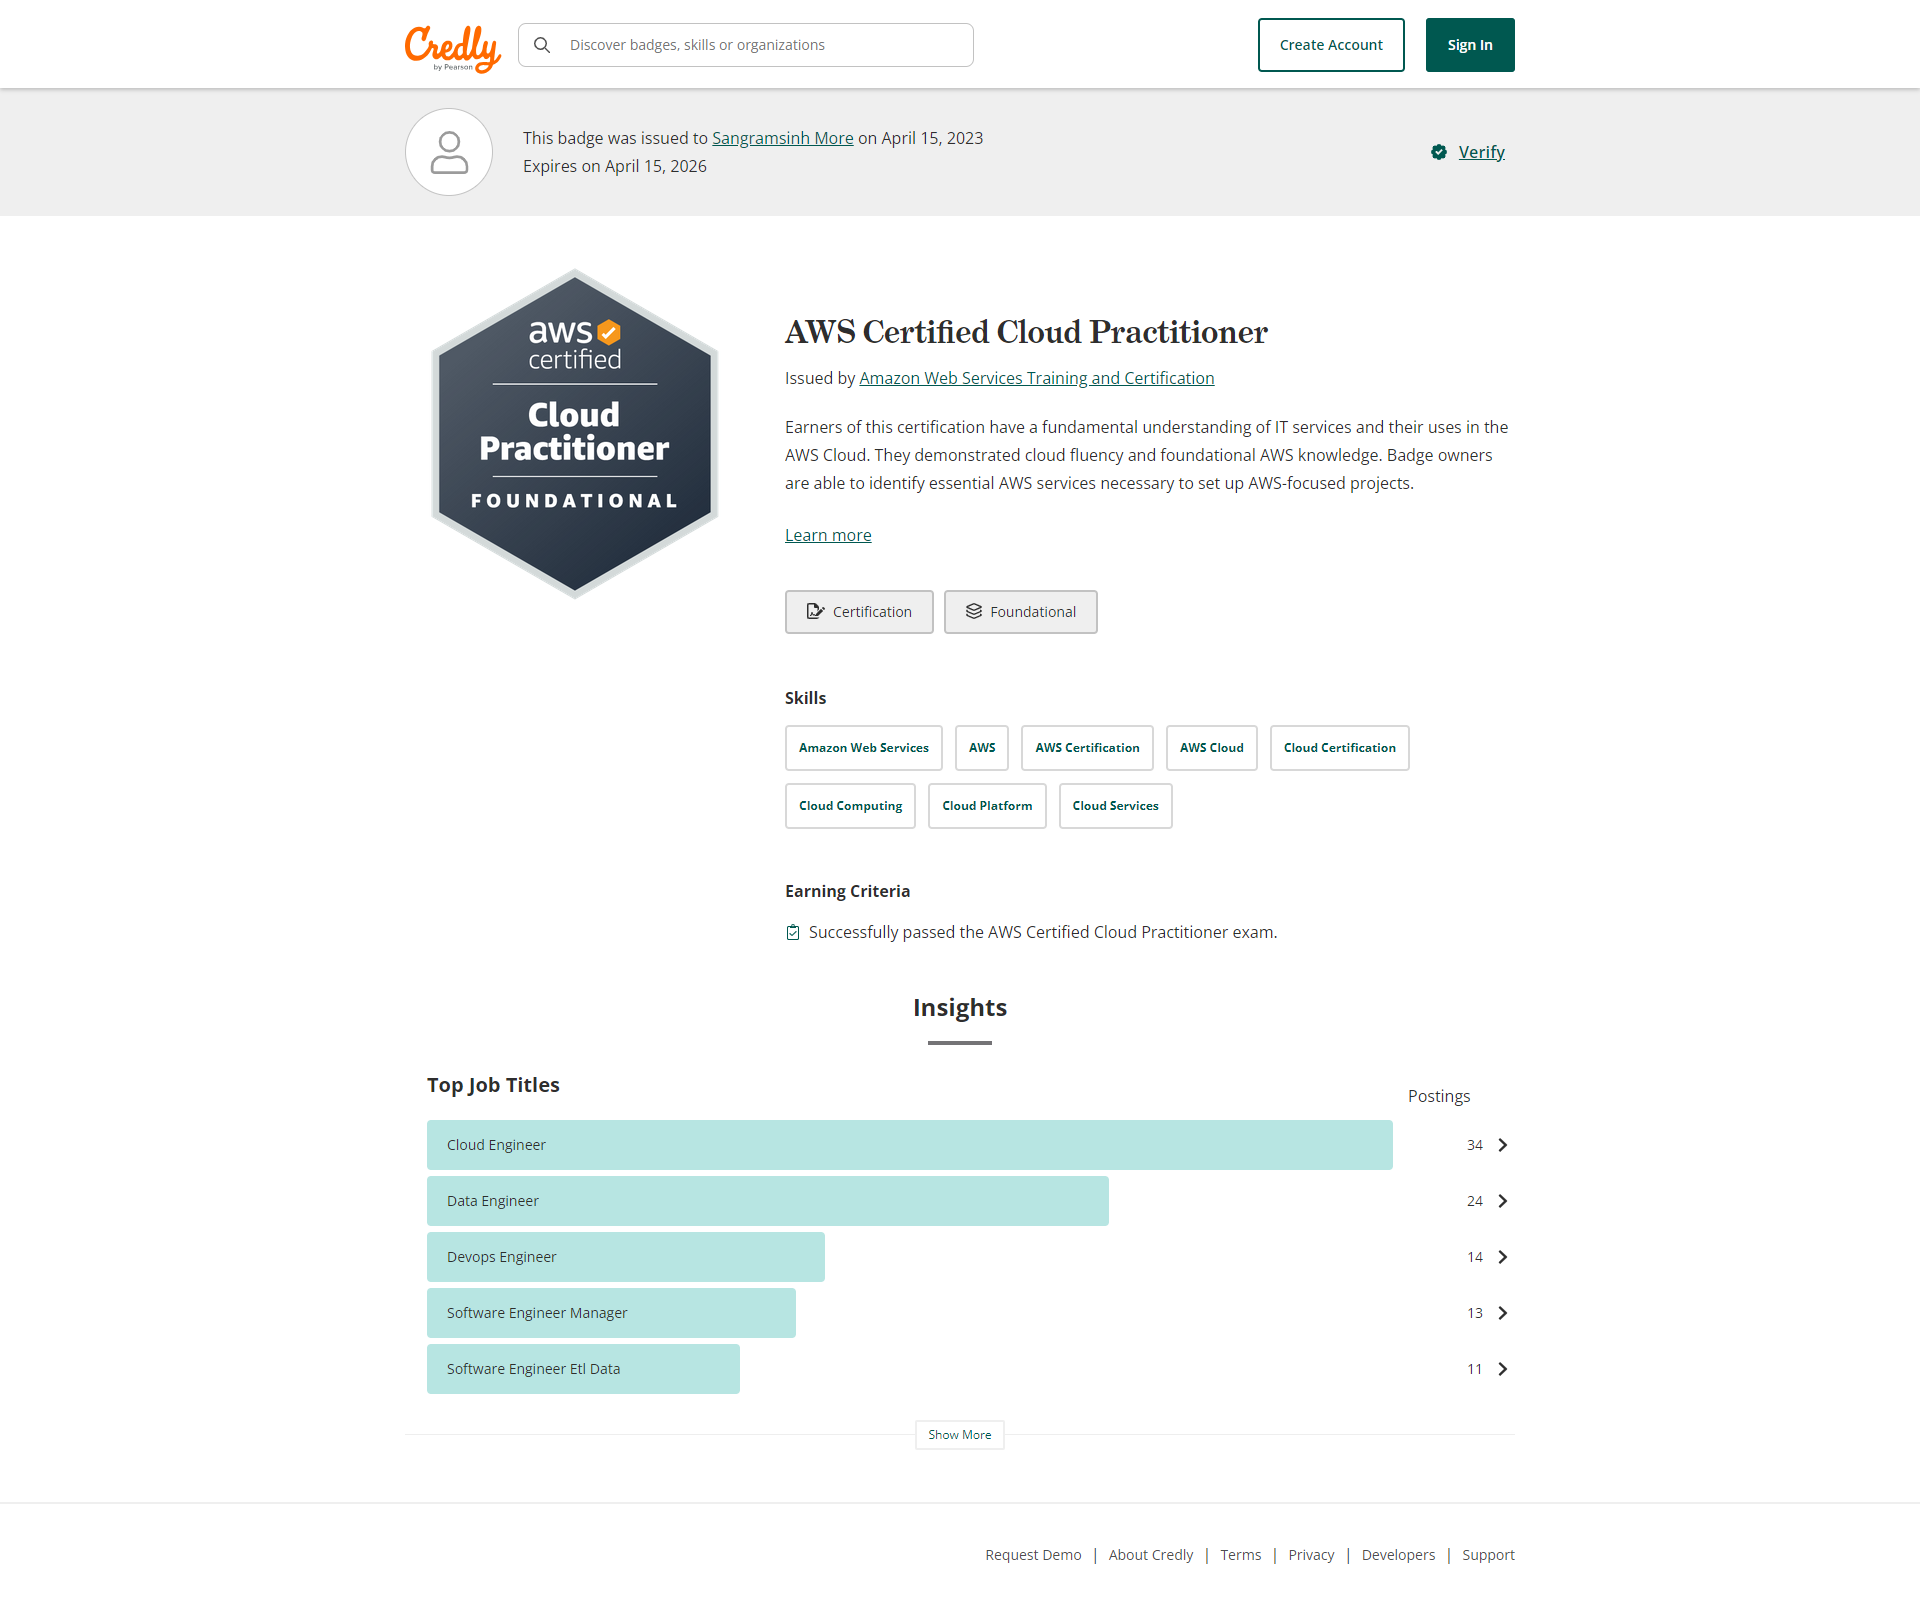 Credly
by Pearson
Discover badges, skills or organizations
Create Account
Sign In
This badge was issued to Sangramsinh More on April 15, 2023
Expires on April 15, 2026
Verify
aws
certified
Cloud
Practitioner
FOUNDATIONAL
AWS Certified Cloud Practitioner
Issued by Amazon Web Services Training and Certification
Earners of this certification have a fundamental understanding of IT services and their uses in the
AWS Cloud. They demonstrated cloud fluency and foundational AWS knowledge. Badge owners
are able to identify essential AWS services necessary to set up AWS-focused projects.
Learn more
Certification
Foundational
Skills
Amazon Web Services
AWS
AWS Certification
AWS Cloud
Cloud Certification
Cloud Computing
Cloud Platform
Cloud Services
Earning Criteria
Successfully passed the AWS Certified Cloud Practitioner exam.
Insights
Top Job Titles
Postings
Cloud Engineer 34
Data Engineer 24
Devops Engineer 14
Software Engineer Manager 13
Software Engineer Etl Data 11
Show More
Request Demo | About Credly | Terms | Privacy | Developers | Support